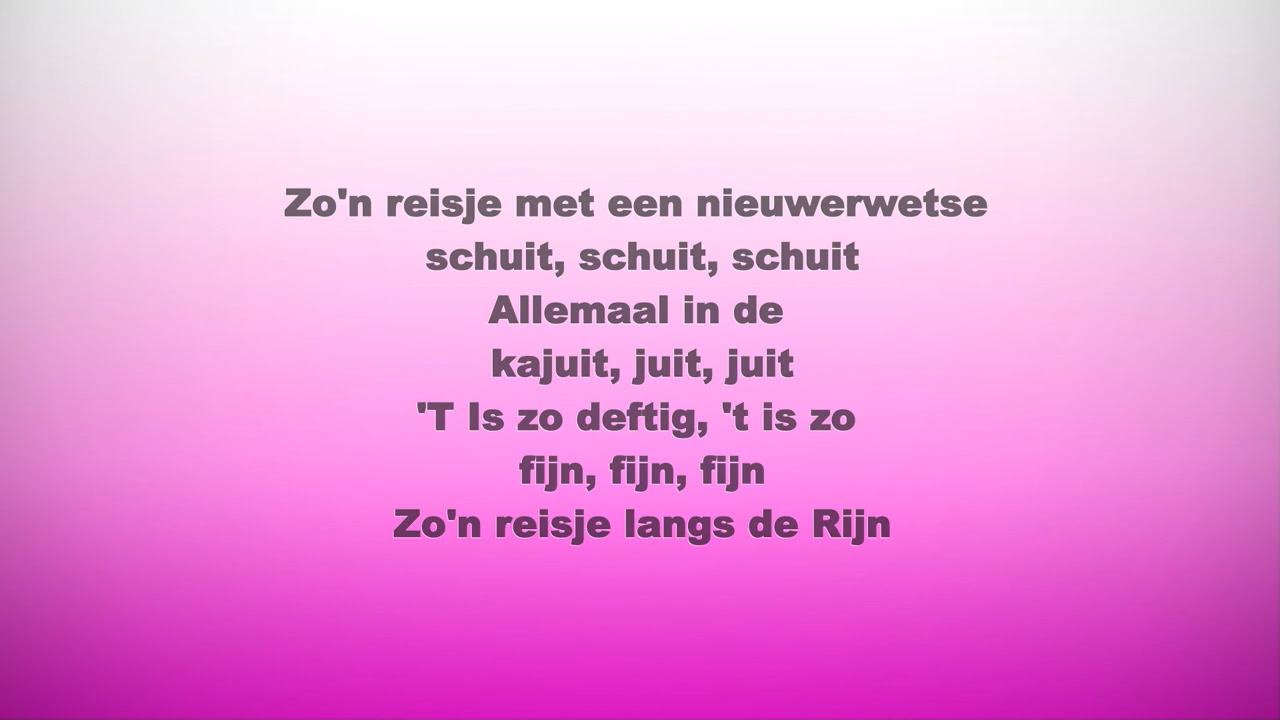 Zo'n reisje met een nieuwerwetse
schuit, schuit, schuit
Allemaal in de
kajuit, juit, juit
'T Is zo deftig, 't is zo
fijn, fijn, fijn
Zo'n reisje langs de Rijn